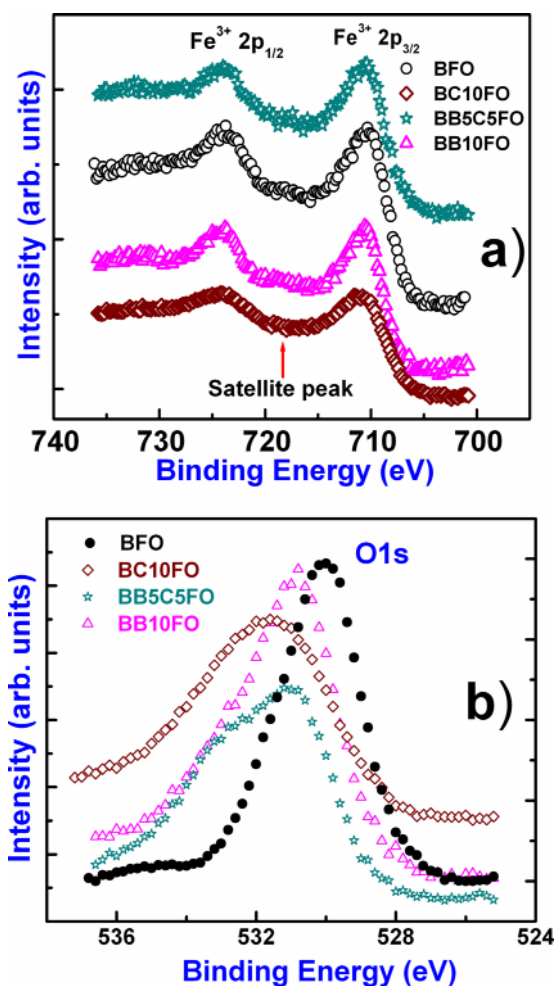 Fe³⁺ 2p₁/₂ Fe³⁺ 2p₃/₂
BFO
BC10FO
BB5C5FO
BB10FO
a)
Satellite peak
Intensity (arb. units)
740 730 720 710 700
Binding Energy (eV)
BFO
BC10FO
BB5C5FO
BB10FO
O1s
b)
Intensity (arb. units)
536 532 528 524
Binding Energy (eV)